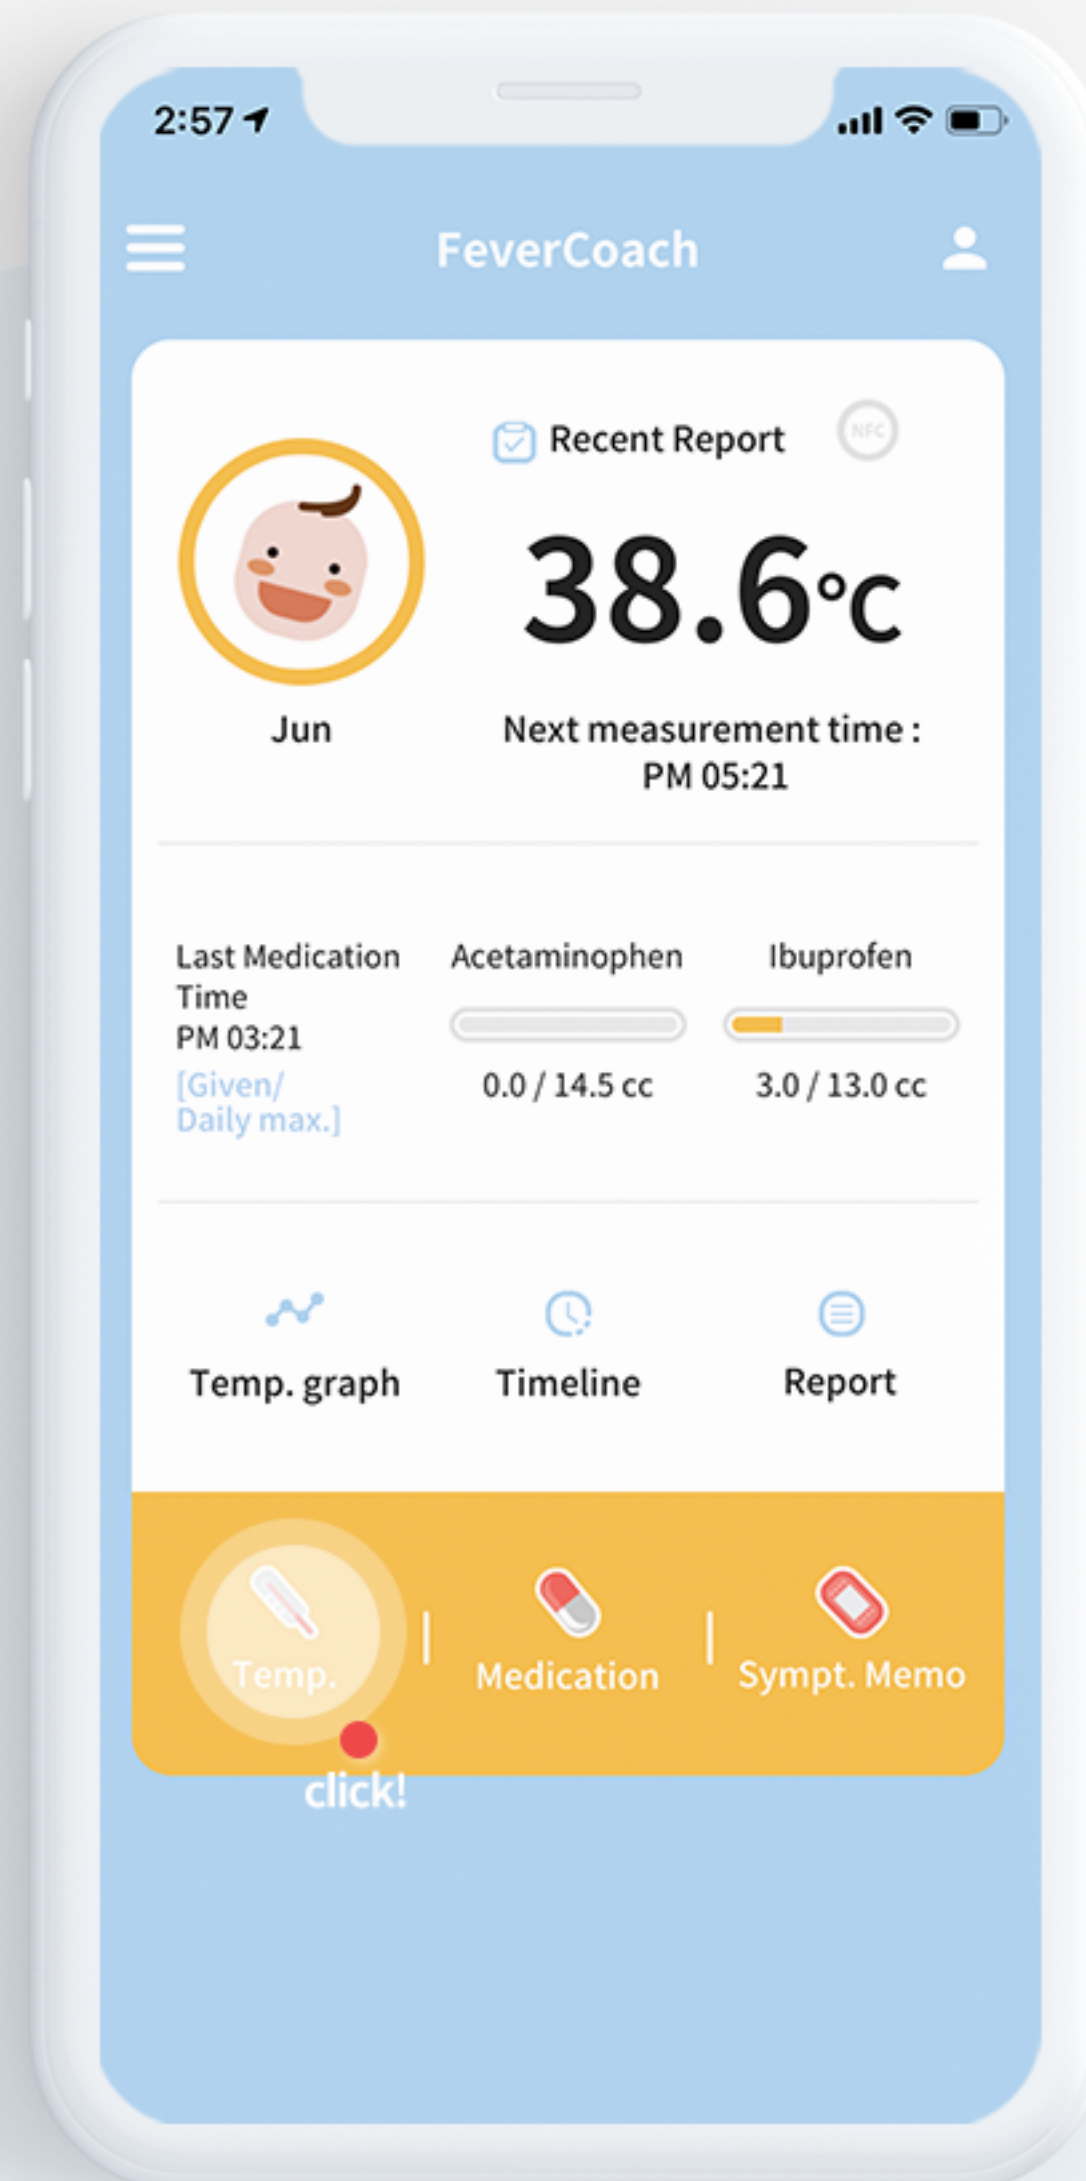 2:57
FeverCoach
Recent Report
NFC
38.6°C
Jun
Next measurement time :
PM 05:21
Last Medication
Time
PM 03:21
[Given/
Daily max.]
Acetaminophen
0.0 / 14.5 cc
Ibuprofen
3.0 / 13.0 cc
Temp. graph
Timeline
Report
Temp.
Medication
Sympt. Memo
click!